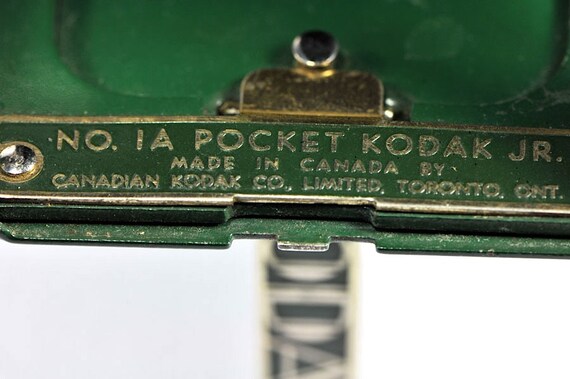 NO. 1A POCKET KODAK JR.
MADE IN CANADA BY
CANADIAN KODAK CO., LIMITED, TORONTO, ONT.